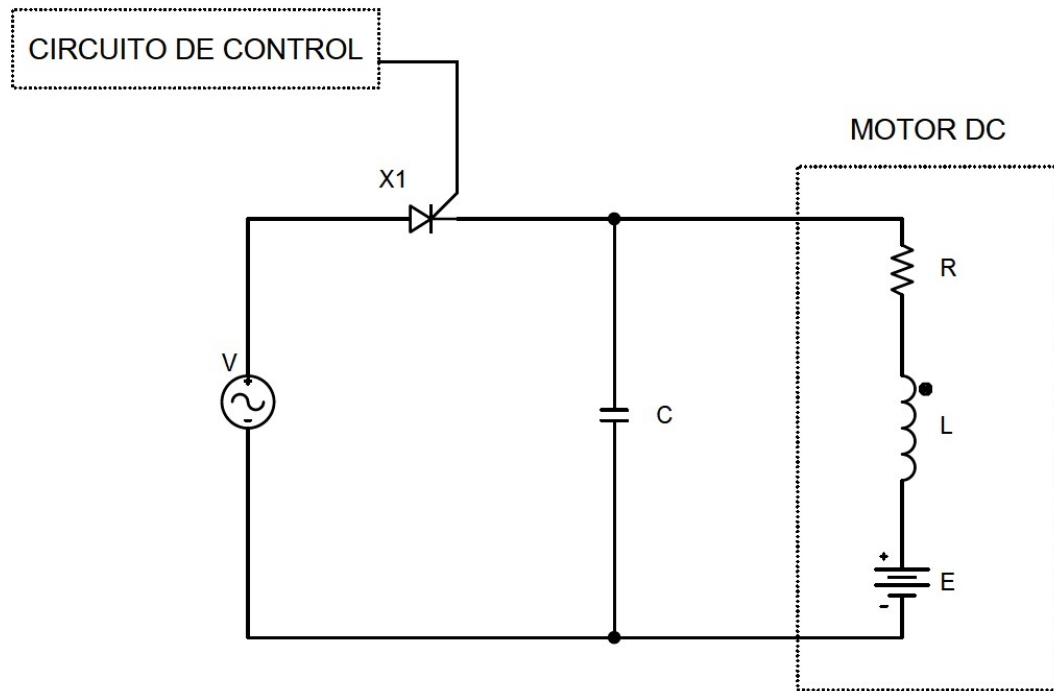 CIRCUITO DE CONTROL
MOTOR DC
X1
R
V
+
-
C
L
+
E
-